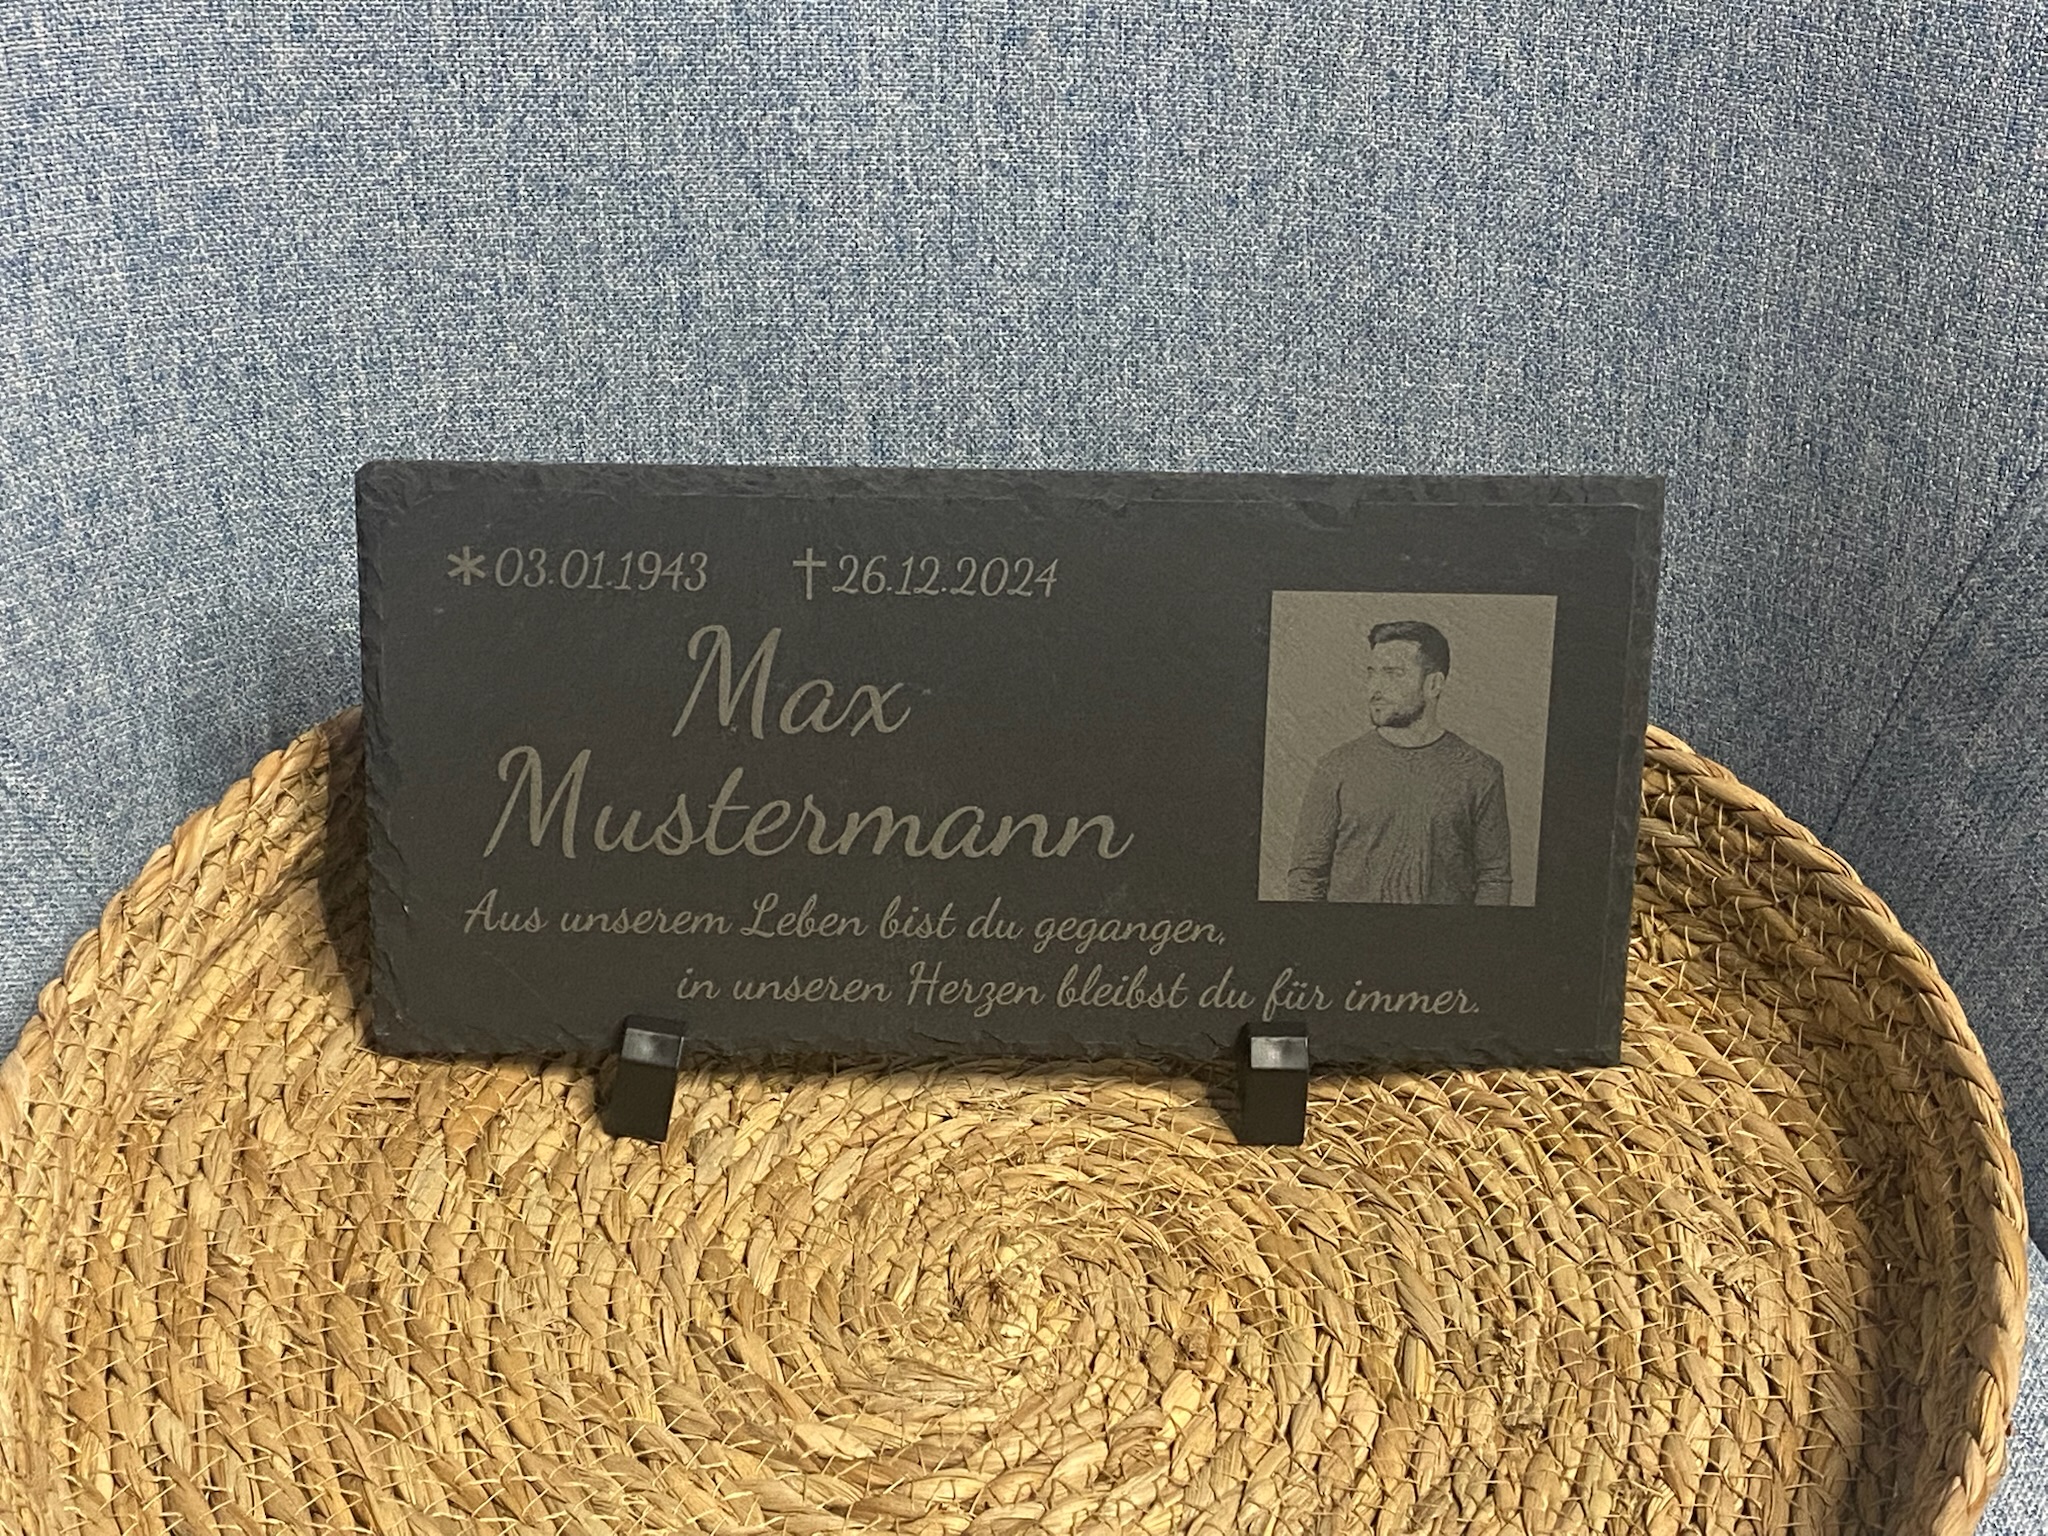 *03.01.1943 †26.12.2024
Max
Mustermann
Aus unserem Leben bist du gegangen,
in unseren Herzen bleibst du für immer.